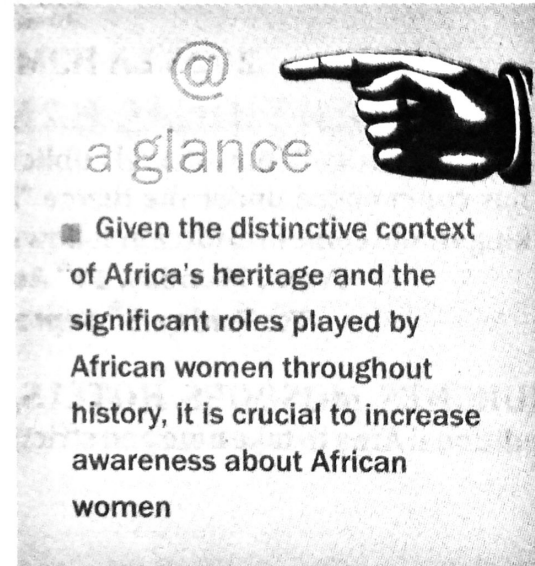 @
a glance
■ Given the distinctive context
of Africa's heritage and the
significant roles played by
African women throughout
history, it is crucial to increase
awareness about African
women